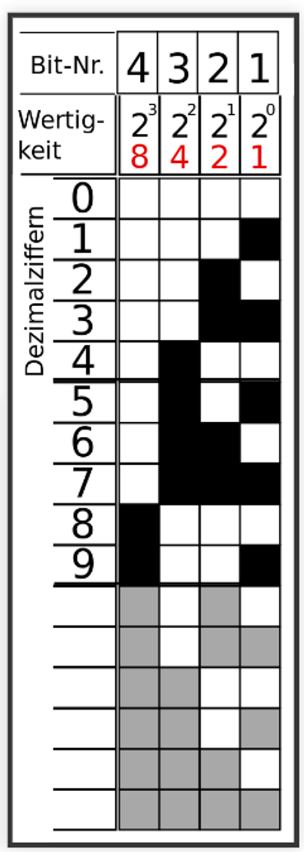 Bit-Nr. 4 3 2 1
Wertig-
keit
2³ 2² 2¹ 2⁰
8 4 2 1
Dezimalziffern
0
1
2
3
4
5
6
7
8
9